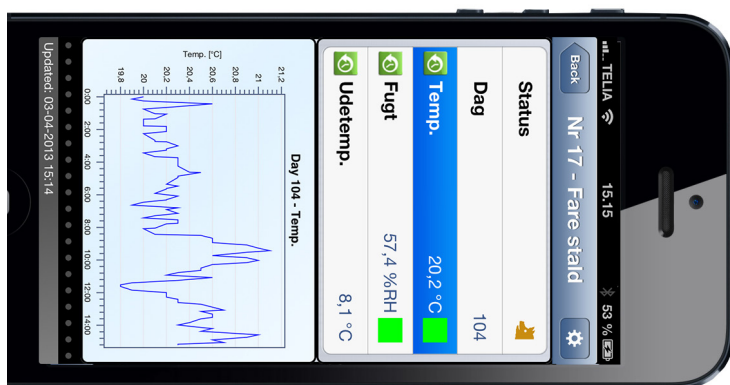 TELIA 15.15 53 %
Back Nr 17 - Fare stald
Status
Dag 104
Temp. 20,2 °C
Fugt 57,4 %RH
Udetemp. 8,1 °C
Day 104 - Temp.
Temp. [°C]
21,2
21
20,8
20,6
20,4
20,2
20
19,8
0:00 2:00 4:00 6:00 8:00 10:00 12:00 14:00
Updated: 03-04-2013 15:14